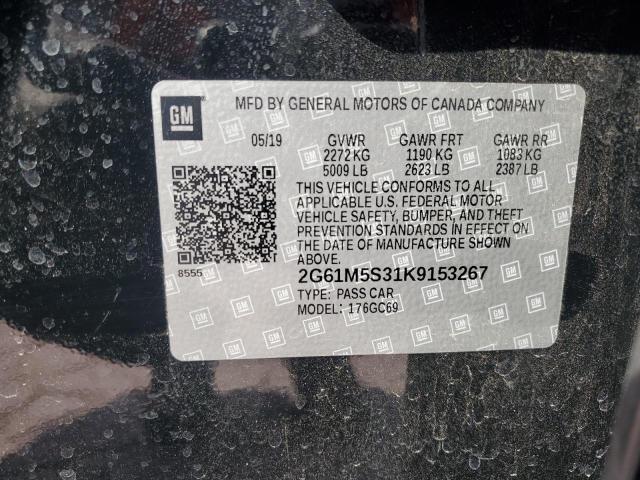 GM
MFD BY GENERAL MOTORS OF CANADA COMPANY
05/19 GVWR GAWR FRT GAWR RR
2272 KG 1190 KG 1083 KG
5009 LB 2623 LB 2387 LB
THIS VEHICLE CONFORMS TO ALL
APPLICABLE U.S. FEDERAL MOTOR
VEHICLE SAFETY, BUMPER, AND THEFT
PREVENTION STANDARDS IN EFFECT ON
THE DATE OF MANUFACTURE SHOWN
ABOVE.
8555
2G61M5S31K9153267
TYPE: PASS CAR
MODEL: 176GC69